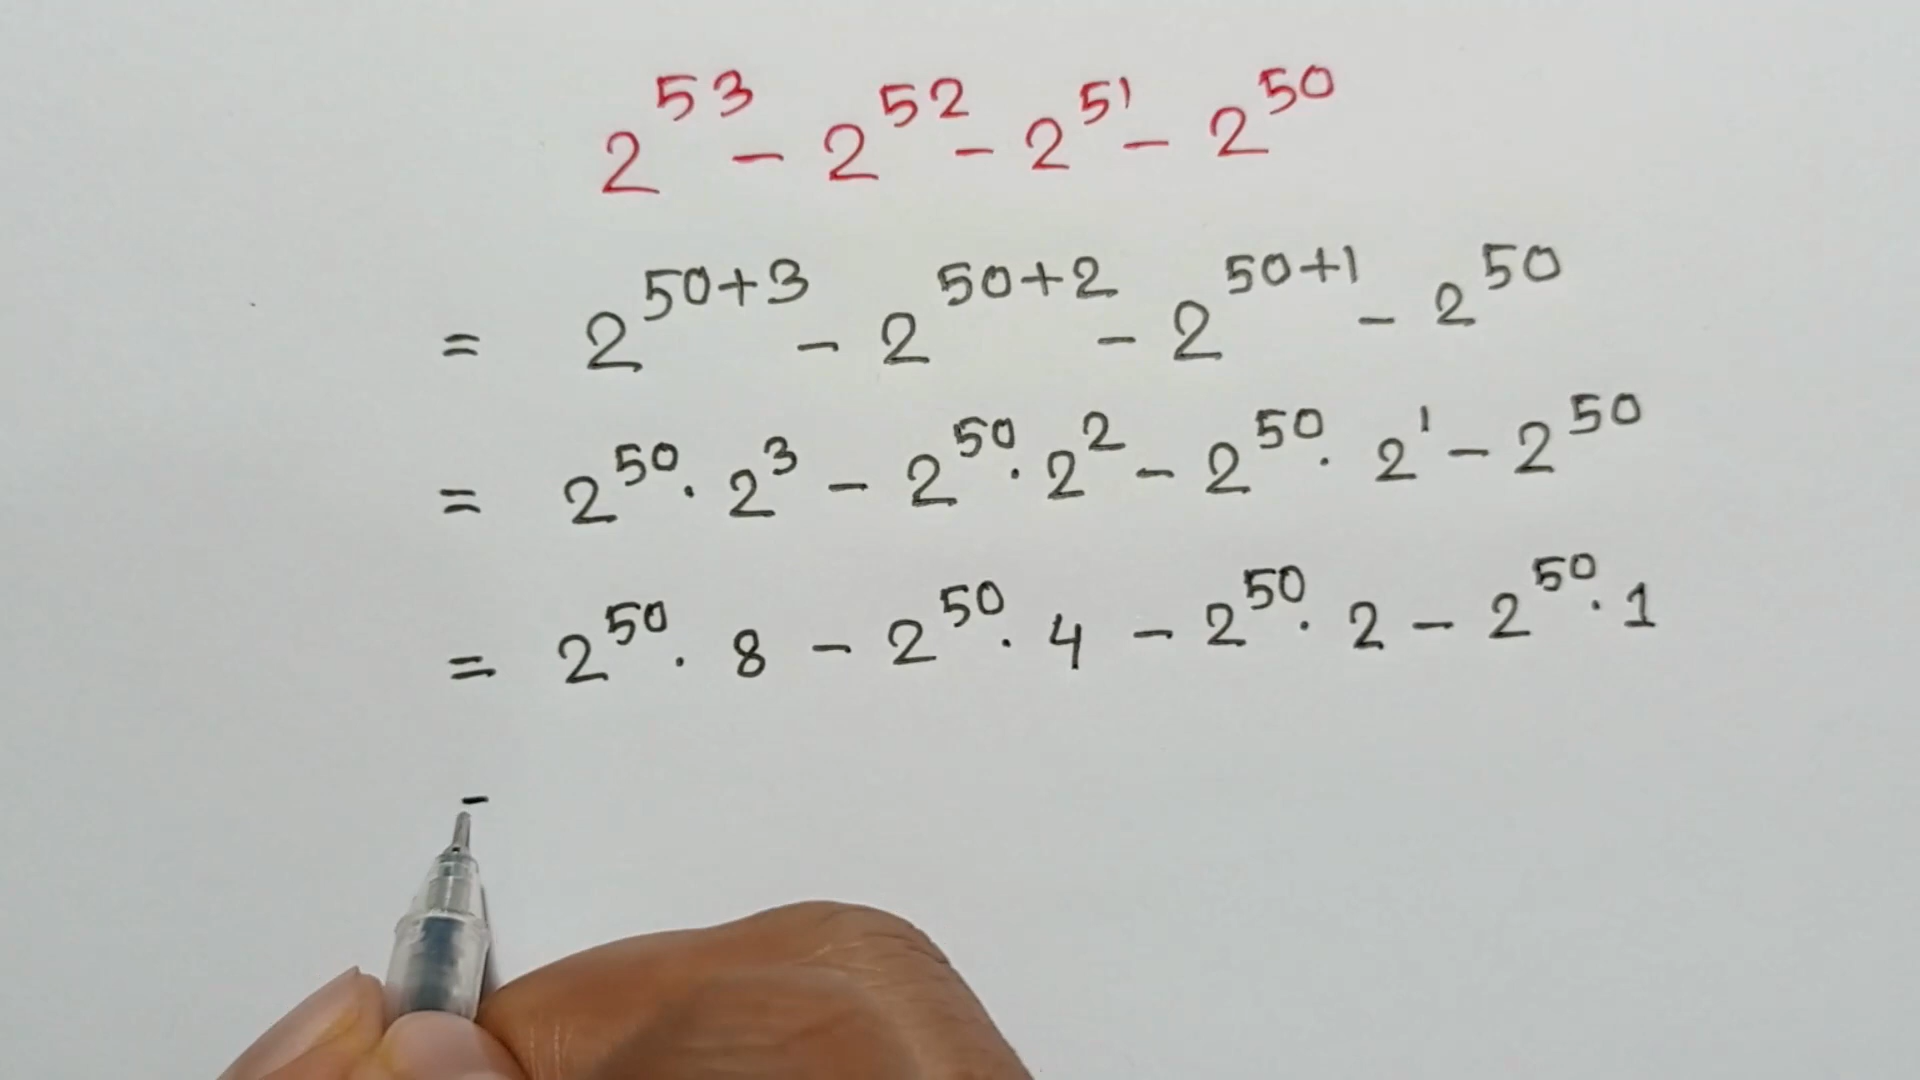 2^53 - 2^52 - 2^51 - 2^50
= 2^50+3 - 2^50+2 - 2^50+1 - 2^50
= 2^50 . 2^3 - 2^50 . 2^2 - 2^50 . 2^1 - 2^50
= 2^50 . 8 - 2^50 . 4 - 2^50 . 2 - 2^50 . 1
-